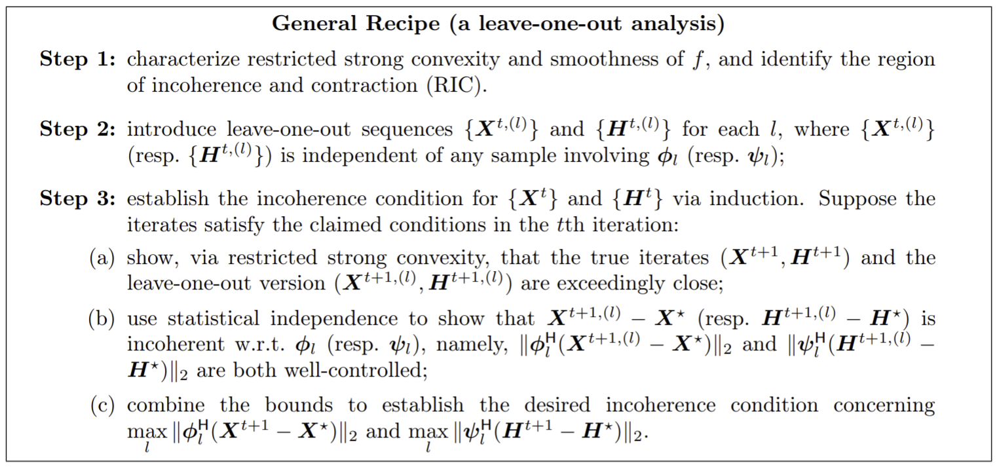 General Recipe (a leave-one-out analysis)
Step 1: characterize restricted strong convexity and smoothness of $f$, and identify the region
of incoherence and contraction (RIC).
Step 2: introduce leave-one-out sequences $\{\boldsymbol{X}^{t,(l)}\}$ and $\{\boldsymbol{H}^{t,(l)}\}$ for each $l$, where $\{\boldsymbol{X}^{t,(l)}\}$
(resp. $\{\boldsymbol{H}^{t,(l)}\}$) is independent of any sample involving $\boldsymbol{\phi}_l$ (resp. $\boldsymbol{\psi}_l$);
Step 3: establish the incoherence condition for $\{\boldsymbol{X}^t\}$ and $\{\boldsymbol{H}^t\}$ via induction. Suppose the
iterates satisfy the claimed conditions in the $t$th iteration:
(a) show, via restricted strong convexity, that the true iterates $(\boldsymbol{X}^{t+1}, \boldsymbol{H}^{t+1})$ and the
leave-one-out version $(\boldsymbol{X}^{t+1,(l)}, \boldsymbol{H}^{t+1,(l)})$ are exceedingly close;
(b) use statistical independence to show that $\boldsymbol{X}^{t+1,(l)} - \boldsymbol{X}^\star$ (resp. $\boldsymbol{H}^{t+1,(l)} - \boldsymbol{H}^\star$) is
incoherent w.r.t. $\boldsymbol{\phi}_l$ (resp. $\boldsymbol{\psi}_l$), namely, $\|\boldsymbol{\phi}_l^{\mathsf{H}}(\boldsymbol{X}^{t+1,(l)} - \boldsymbol{X}^\star)\|_2$ and $\|\boldsymbol{\psi}_l^{\mathsf{H}}(\boldsymbol{H}^{t+1,(l)} -$
$\boldsymbol{H}^\star)\|_2$ are both well-controlled;
(c) combine the bounds to establish the desired incoherence condition concerning
$\max_l \|\boldsymbol{\phi}_l^{\mathsf{H}}(\boldsymbol{X}^{t+1} - \boldsymbol{X}^\star)\|_2$ and $\max_l \|\boldsymbol{\psi}_l^{\mathsf{H}}(\boldsymbol{H}^{t+1} - \boldsymbol{H}^\star)\|_2$.